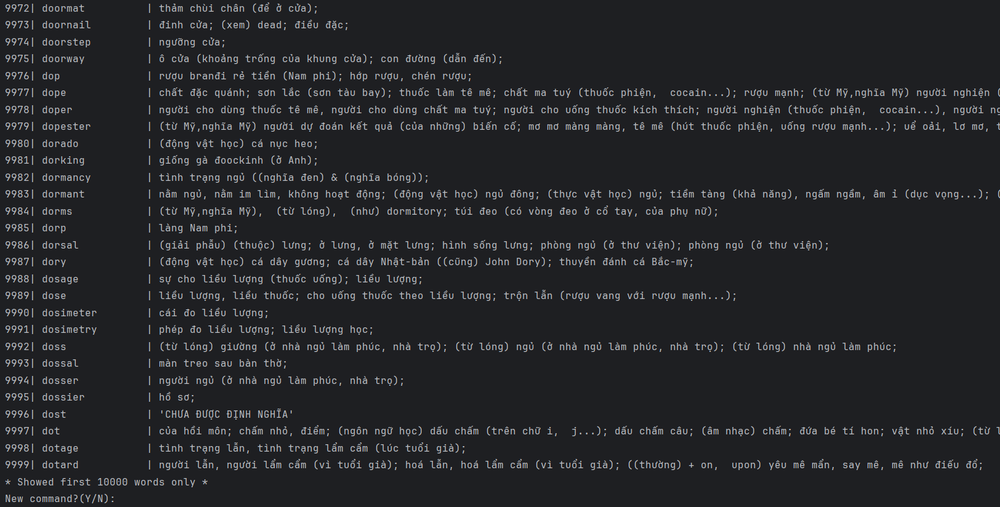 9972| doormat | thảm chùi chân (để ở cửa);
9973| doornail | đinh cửa; (xem) dead; điều đặc;
9974| doorstep | ngưỡng cửa;
9975| doorway | ô cửa (khoảng trống của khung cửa); con đường (dẫn đến);
9976| dop | rượu branđi rẻ tiền (Nam phi); hớp rượu, chén rượu;
9977| dope | chất đặc quánh; sơn lắc (sơn tàu bay); thuốc làm tê mê; chất ma tuý (thuốc phiện,  cocain...); rượu mạnh; (từ Mỹ,nghĩa Mỹ) người nghiện (
9978| doper | người cho dùng thuốc tê mê, người cho dùng chất ma tuý; người cho uống thuốc kích thích; người nghiện (thuốc phiện,  cocain...), người ng
9979| dopester | (từ Mỹ,nghĩa Mỹ) người dự đoán kết quả (của những) biến cố; mơ mơ màng màng, tê mê (hút thuốc phiện, uống rượu mạnh...); uể oải, lơ mơ, t
9980| dorado | (động vật học) cá nục heo;
9981| dorking | giống gà đoockinh (ở Anh);
9982| dormancy | tình trạng ngủ ((nghĩa đen) & (nghĩa bóng));
9983| dormant | nằm ngủ, nằm im lìm, không hoạt động; (động vật học) ngủ đông; (thực vật học) ngủ; tiềm tàng (khả năng), ngấm ngầm, âm ỉ (dục vọng...); (
9984| dorms | (từ Mỹ,nghĩa Mỹ),  (từ lóng),  (như) dormitory; túi đeo (có vòng đeo ở cổ tay, của phụ nữ);
9985| dorp | làng Nam phi;
9986| dorsal | (giải phẫu) (thuộc) lưng; ở lưng, ở mặt lưng; hình sống lưng; phòng ngủ (ở thư viện); phòng ngủ (ở thư viện);
9987| dory | (động vật học) cá dây gương; cá dây Nhật-bản ((cũng) John Dory); thuyền đánh cá Bắc-mỹ;
9988| dosage | sự cho liều lượng (thuốc uống); liều lượng;
9989| dose | liều lượng, liều thuốc; cho uống thuốc theo liều lượng; trộn lẫn (rượu vang với rượu mạnh...);
9990| dosimeter | cái đo liều lượng;
9991| dosimetry | phép đo liều lượng; liều lượng học;
9992| doss | (từ lóng) giường (ở nhà ngủ làm phúc, nhà trọ); (từ lóng) ngủ (ở nhà ngủ làm phúc, nhà trọ); (từ lóng) nhà ngủ làm phúc;
9993| dossal | màn treo sau bàn thờ;
9994| dosser | người ngủ (ở nhà ngủ làm phúc, nhà trọ);
9995| dossier | hồ sơ;
9996| dost | 'CHƯA ĐƯỢC ĐỊNH NGHĨA'
9997| dot | của hồi môn; chấm nhỏ, điểm; (ngôn ngữ học) dấu chấm (trên chữ i,  j...); dấu chấm câu; (âm nhạc) chấm; đứa bé tí hon; vật nhỏ xíu; (từ l
9998| dotage | tình trạng lẫn, tình trạng lẩm cẩm (lúc tuổi già);
9999| dotard | người lẫn, người lẩm cẩm (vì tuổi già); hoá lẫn, hoá lẩm cẩm (vì tuổi già); ((thường) + on,  upon) yêu mê mẩn, say mê, mê như điếu đổ;
* Showed first 10000 words only *
New command?(Y/N):